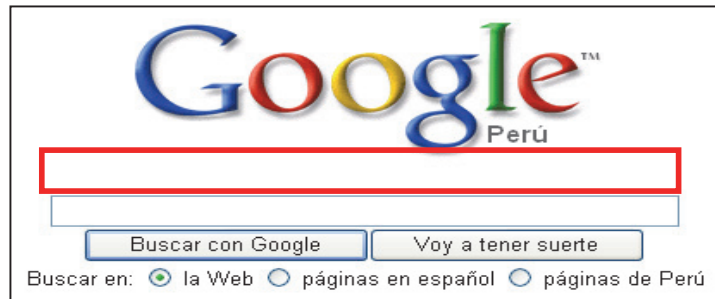 Google™
Perú
Buscar con Google Voy a tener suerte
Buscar en: la Web páginas en español páginas de Perú